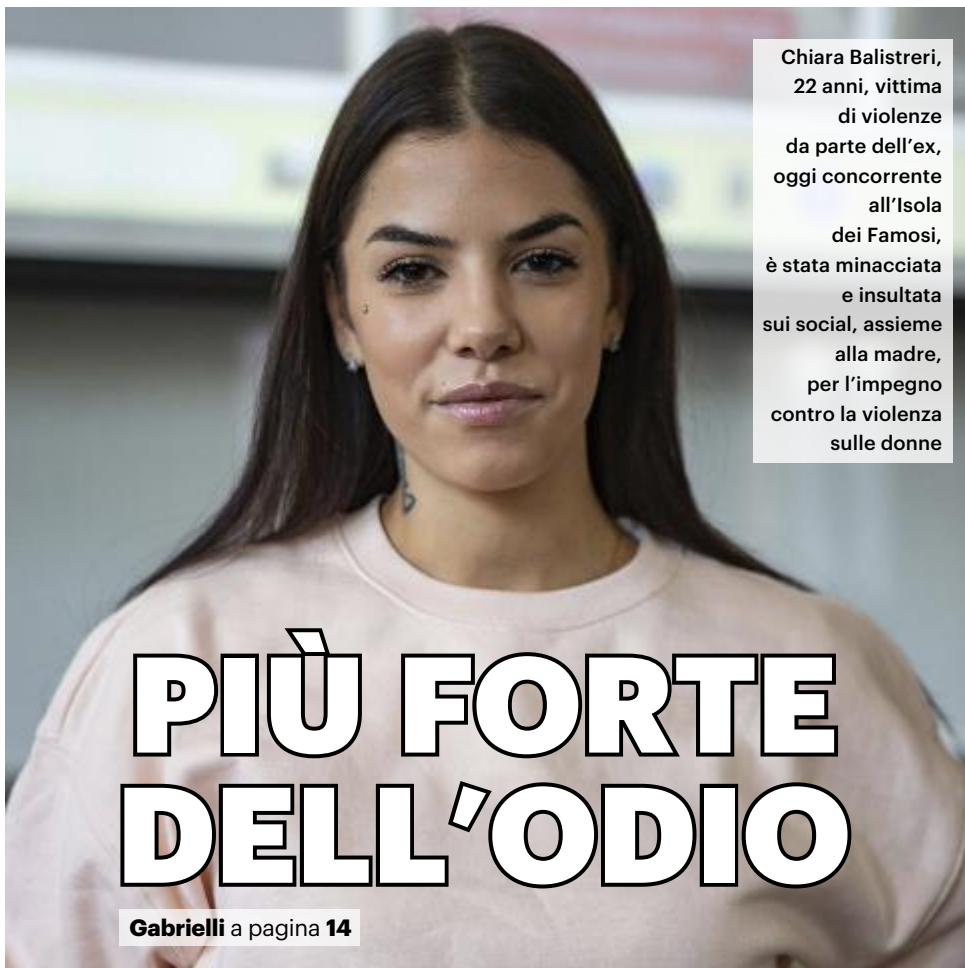 Chiara Balistreri,
22 anni, vittima
di violenze
da parte dell'ex,
oggi concorrente
all'Isola
dei Famosi,
è stata minacciata
e insultata
sui social, assieme
alla madre,
per l'impegno
contro la violenza
sulle donne
PIÙ FORTE
DELL'ODIO
Gabrielli a pagina 14